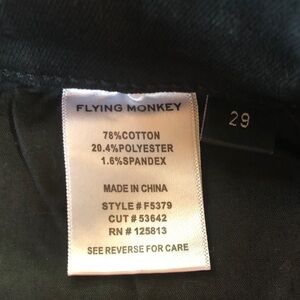 FLYING MONKEY
29
78%COTTON
20.4%POLYESTER
1.6%SPANDEX
MADE IN CHINA
STYLE # F5379
CUT # 53642
RN # 125813
SEE REVERSE FOR CARE